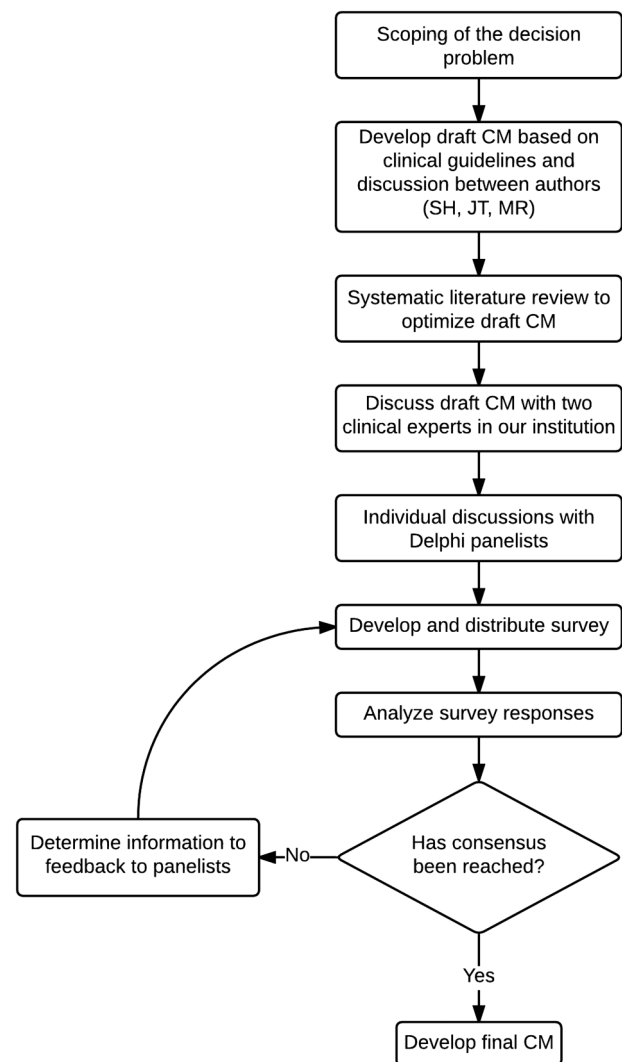 Scoping of the decision
problem
Develop draft CM based on
clinical guidelines and
discussion between authors
(SH, JT, MR)
Systematic literature review to
optimize draft CM
Discuss draft CM with two
clinical experts in our institution
Individual discussions with
Delphi panelists
Develop and distribute survey
Analyze survey responses
Has consensus
been reached?
No
Determine information to
feedback to panelists
Yes
Develop final CM